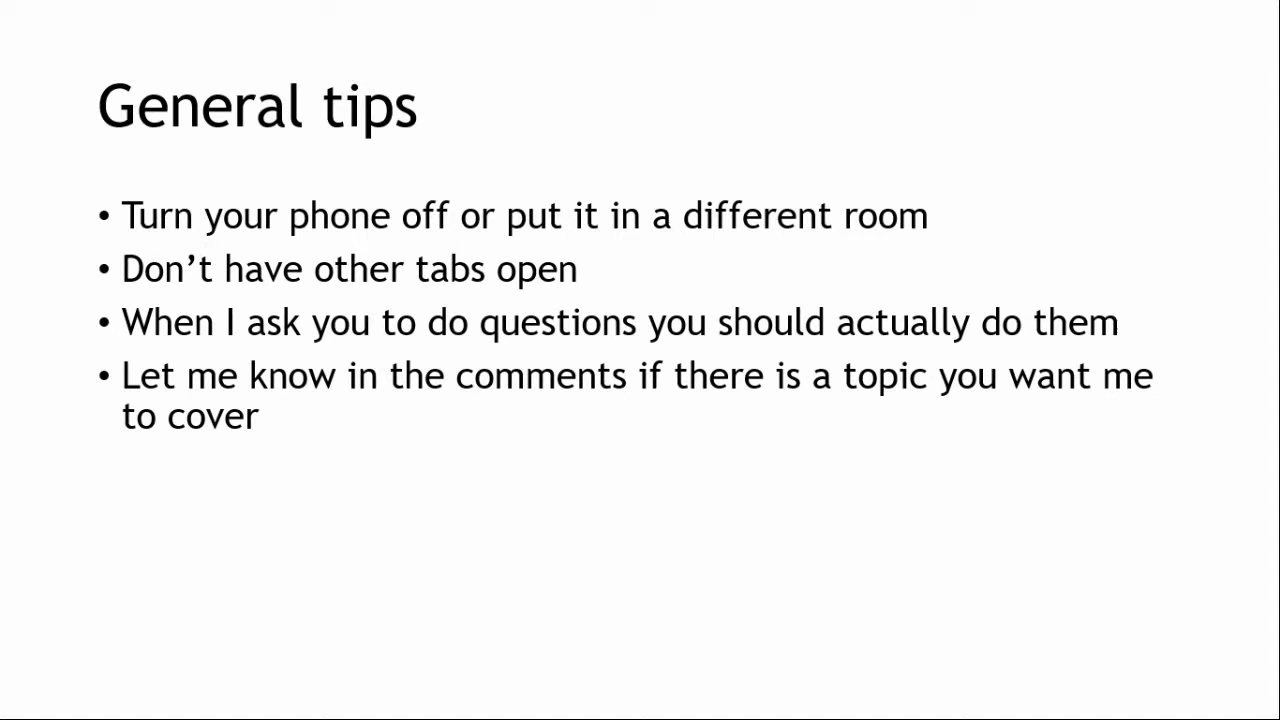 General tips
• Turn your phone off or put it in a different room
• Don’t have other tabs open
• When I ask you to do questions you should actually do them
• Let me know in the comments if there is a topic you want me
to cover